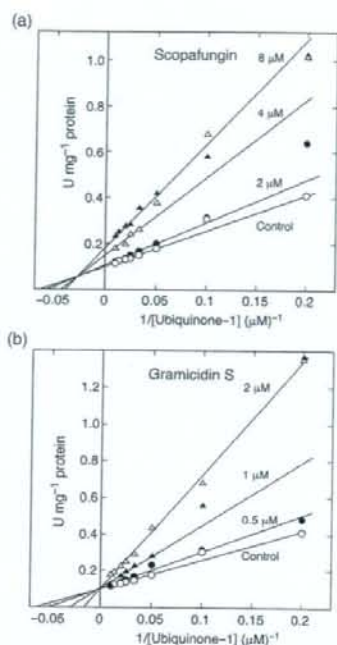 (a)
Scopafungin
8 μM
4 μM
2 μM
Control
U mg⁻¹ protein
1.0
0.8
0.6
0.4
0.2
-0.05 0 0.05 0.1 0.15 0.2
1/[Ubiquinone-1] (μM)⁻¹
(b)
Gramicidin S
2 μM
1 μM
0.5 μM
Control
U mg⁻¹ protein
1.2
1.0
0.8
0.6
0.4
0.2
-0.05 0 0.05 0.1 0.15 0.2
1/[Ubiquinone-1] (μM)⁻¹